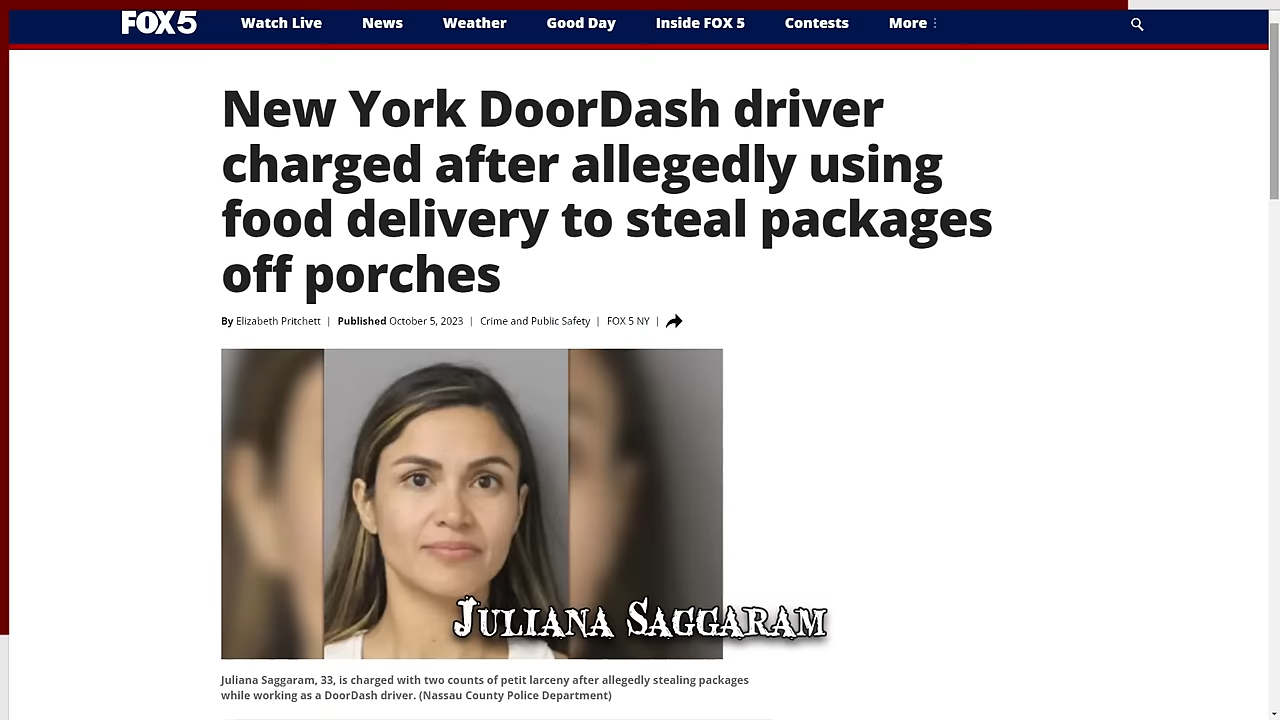 FOX 5 Watch Live News Weather Good Day Inside FOX 5 Contests More
New York DoorDash driver
charged after allegedly using
food delivery to steal packages
off porches
By Elizabeth Pritchett | Published October 5, 2023 | Crime and Public Safety | FOX 5 NY |
Juliana Saggaram
Juliana Saggaram, 33, is charged with two counts of petit larceny after allegedly stealing packages
while working as a DoorDash driver. (Nassau County Police Department)